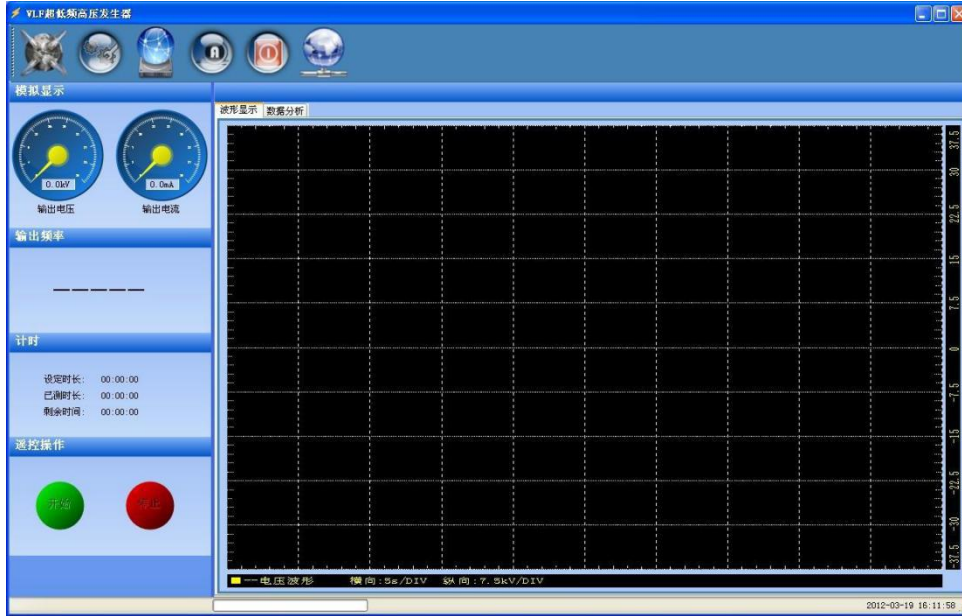 VLF超低频高压发生器
模拟显示
0.0kV 0.0mA
输出电压 输出电流
输出频率
-----
计时
设定时长: 00:00:00
已测时长: 00:00:00
剩余时间: 00:00:00
遥控操作
开始 停止
波形显示 数据分析
37.5
30
22.5
15
7.5
0
-7.5
-15
-22.5
-30
-37.5
--电压波形 横向:5s/DIV 纵向:7.5kV/DIV
2012-03-19 16:11:58